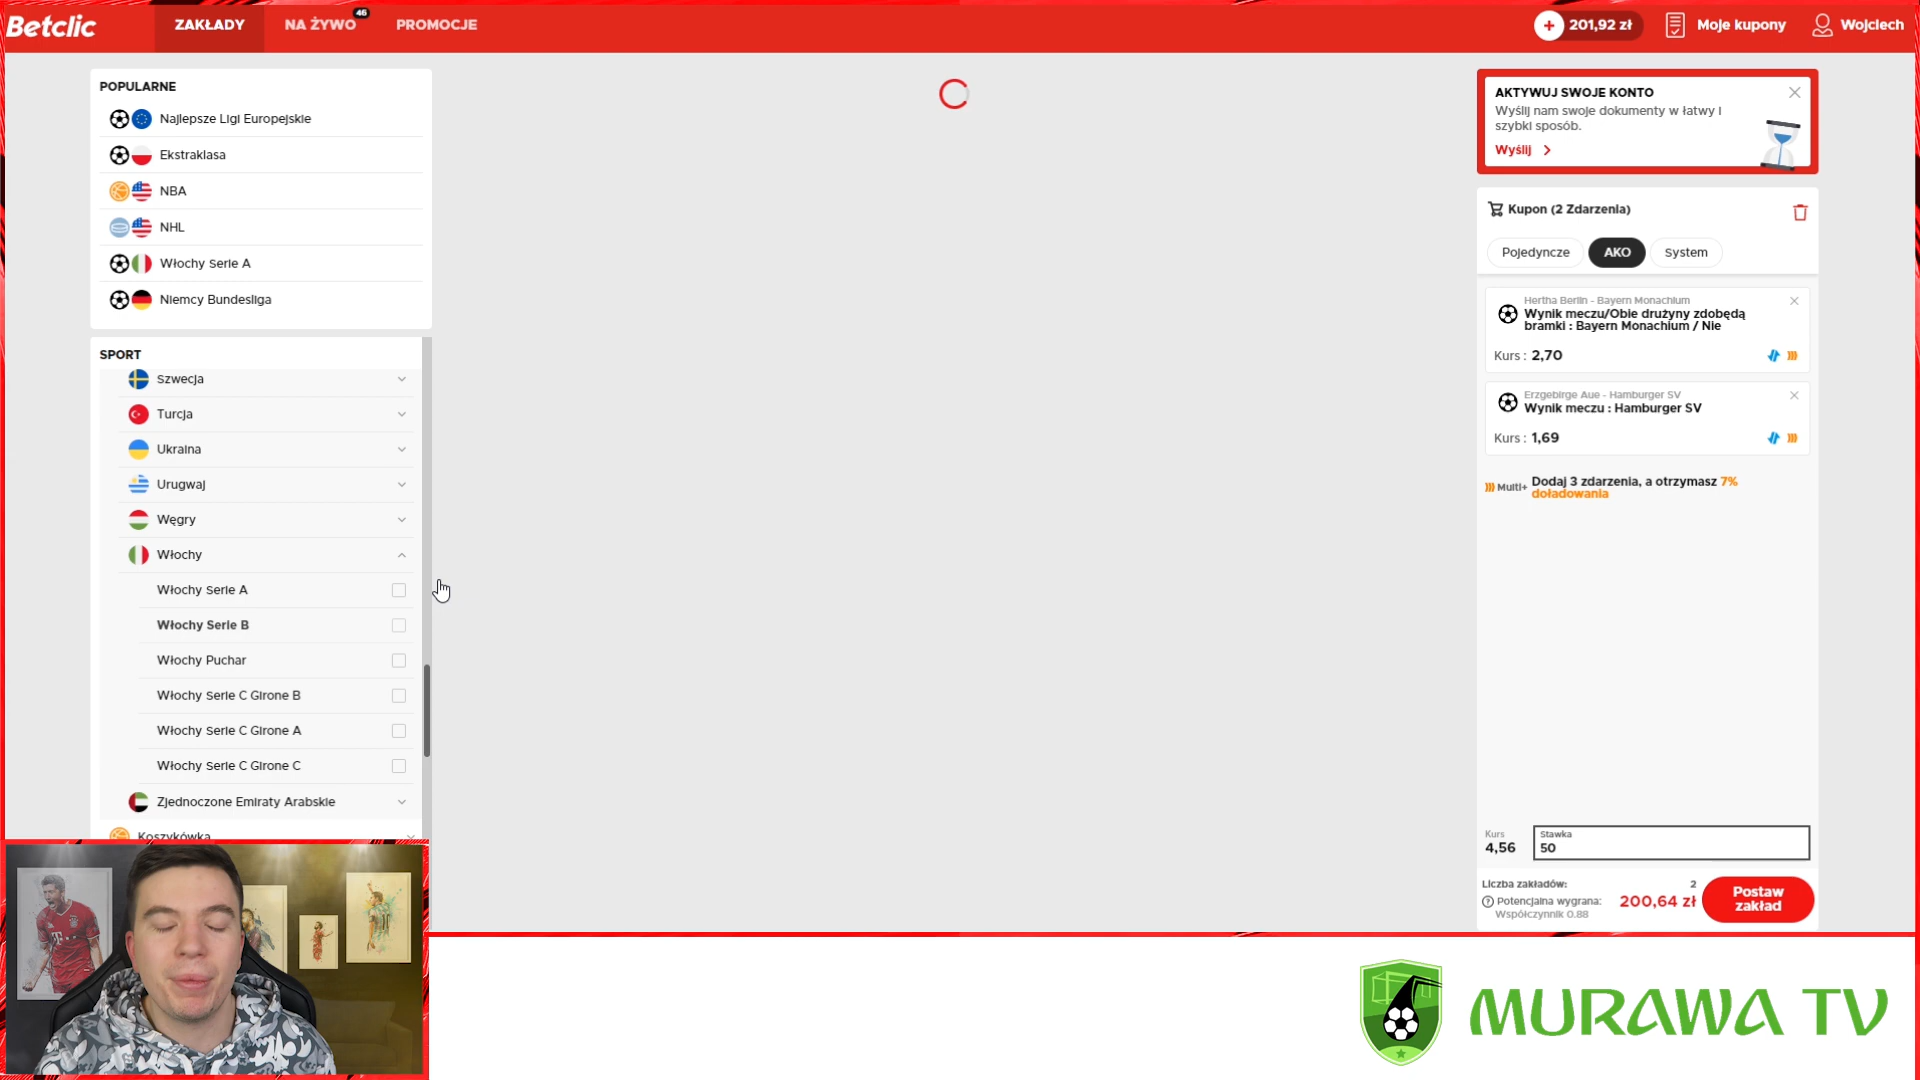 Betclic
ZAKŁADY
NA ŻYWO
46
PROMOCJE
201,92 zł
Moje kupony
Wojciech
POPULARNE
Najlepsze Ligi Europejskie
Ekstraklasa
NBA
NHL
Włochy Serie A
Niemcy Bundesliga
SPORT
Szwecja
Turcja
Ukraina
Urugwaj
Węgry
Włochy
Włochy Serie A
Włochy Serie B
Włochy Puchar
Włochy Serie C Girone B
Włochy Serie C Girone A
Włochy Serie C Girone C
Zjednoczone Emiraty Arabskie
Koszykówka
AKTYWUJ SWOJE KONTO
Wyślij nam swoje dokumenty w łatwy i
szybki sposób.
Wyślij
Kupon (2 Zdarzenia)
Pojedyncze
AKO
System
Hertha Berlin - Bayern Monachium
Wynik meczu/Obie drużyny zdobędą
bramki : Bayern Monachium / Nie
Kurs : 2,70
Erzgebirge Aue - Hamburger SV
Wynik meczu : Hamburger SV
Kurs : 1,69
Multi+ Dodaj 3 zdarzenia, a otrzymasz 7%
doładowania
Kurs
4,56
Stawka
50
Liczba zakładów: 2
Potencjalna wygrana: 200,64 zł
Współczynnik 0.88
Postaw
zakład
MURAWA TV